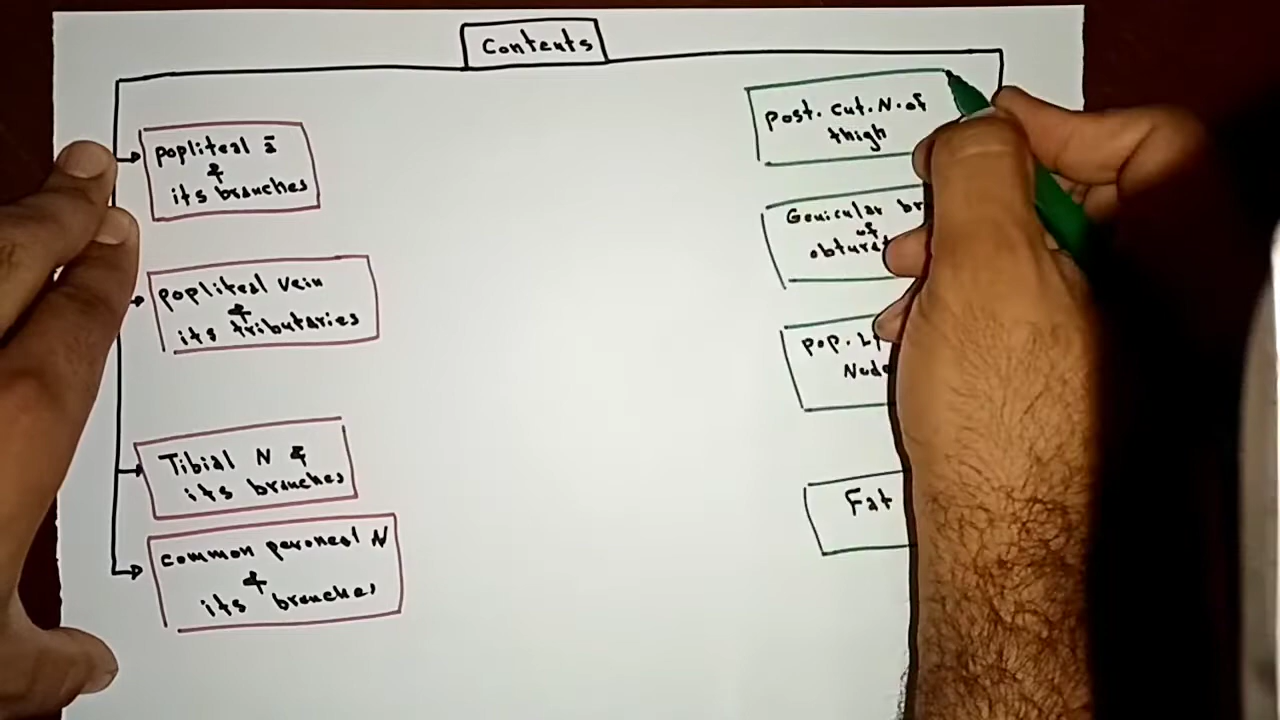 Contents
popliteal ā
&
its branches
popliteal vein
&
its tributaries
Tibial N &
its branches
common peroneal N
&
its branches
post. cut. N. of
thigh
Genicular
of
pop.
Fat